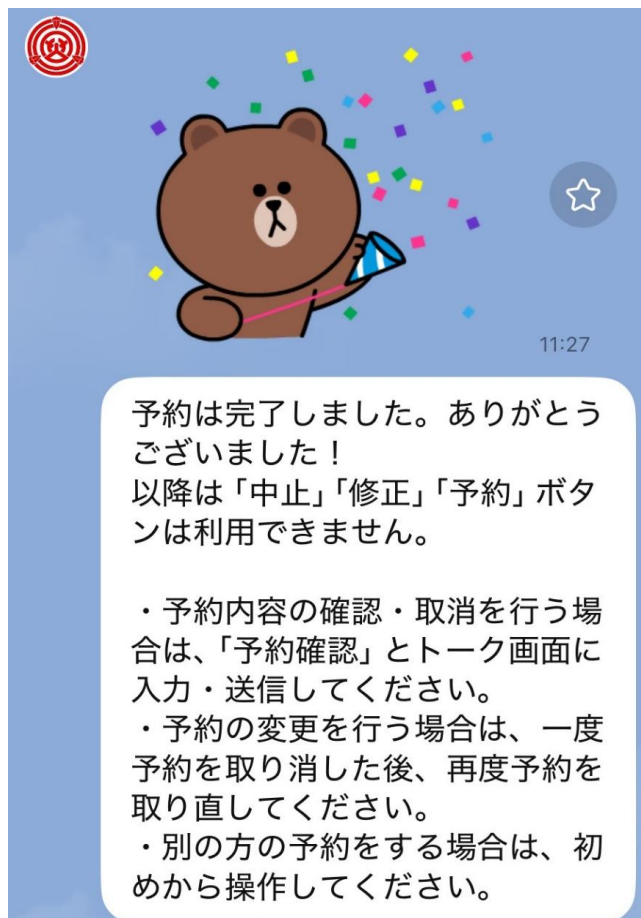 11:27
予約は完了しました。ありがとう
ございました！
以降は「中止」「修正」「予約」ボタ
ンは利用できません。
・予約内容の確認・取消を行う場
合は、「予約確認」とトーク画面に
入力・送信してください。
・予約の変更を行う場合は、一度
予約を取り消した後、再度予約を
取り直してください。
・別の方の予約をする場合は、初
めから操作してください。